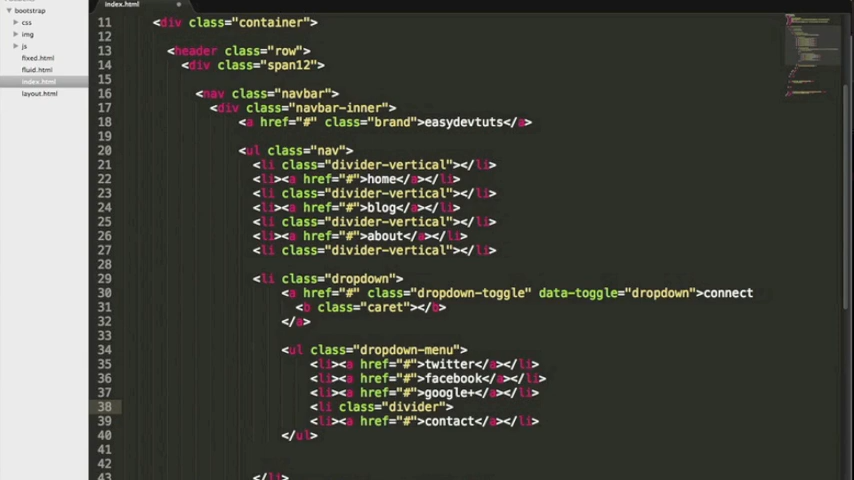 bootstrap
css
img
js
fixed.html
fluid.html
index.html
layout.html
index.html
11 <div class="container">
12
13 <header class="row">
14 <div class="span12">
15
16 <nav class="navbar">
17 <div class="navbar-inner">
18 <a href="#" class="brand">easydevtuts</a>
19
20 <ul class="nav">
21 <li class="divider-vertical"></li>
22 <li><a href="#">home</a></li>
23 <li class="divider-vertical"></li>
24 <li><a href="#">blog</a></li>
25 <li class="divider-vertical"></li>
26 <li><a href="#">about</a></li>
27 <li class="divider-vertical"></li>
28
29 <li class="dropdown">
30 <a href="#" class="dropdown-toggle" data-toggle="dropdown">connect
31 <b class="caret"></b>
32 </a>
33
34 <ul class="dropdown-menu">
35 <li><a href="#">twitter</a></li>
36 <li><a href="#">facebook</a></li>
37 <li><a href="#">google+</a></li>
38 <li class="divider">
39 <li><a href="#">contact</a></li>
40 </ul>
41
42
43 </li>